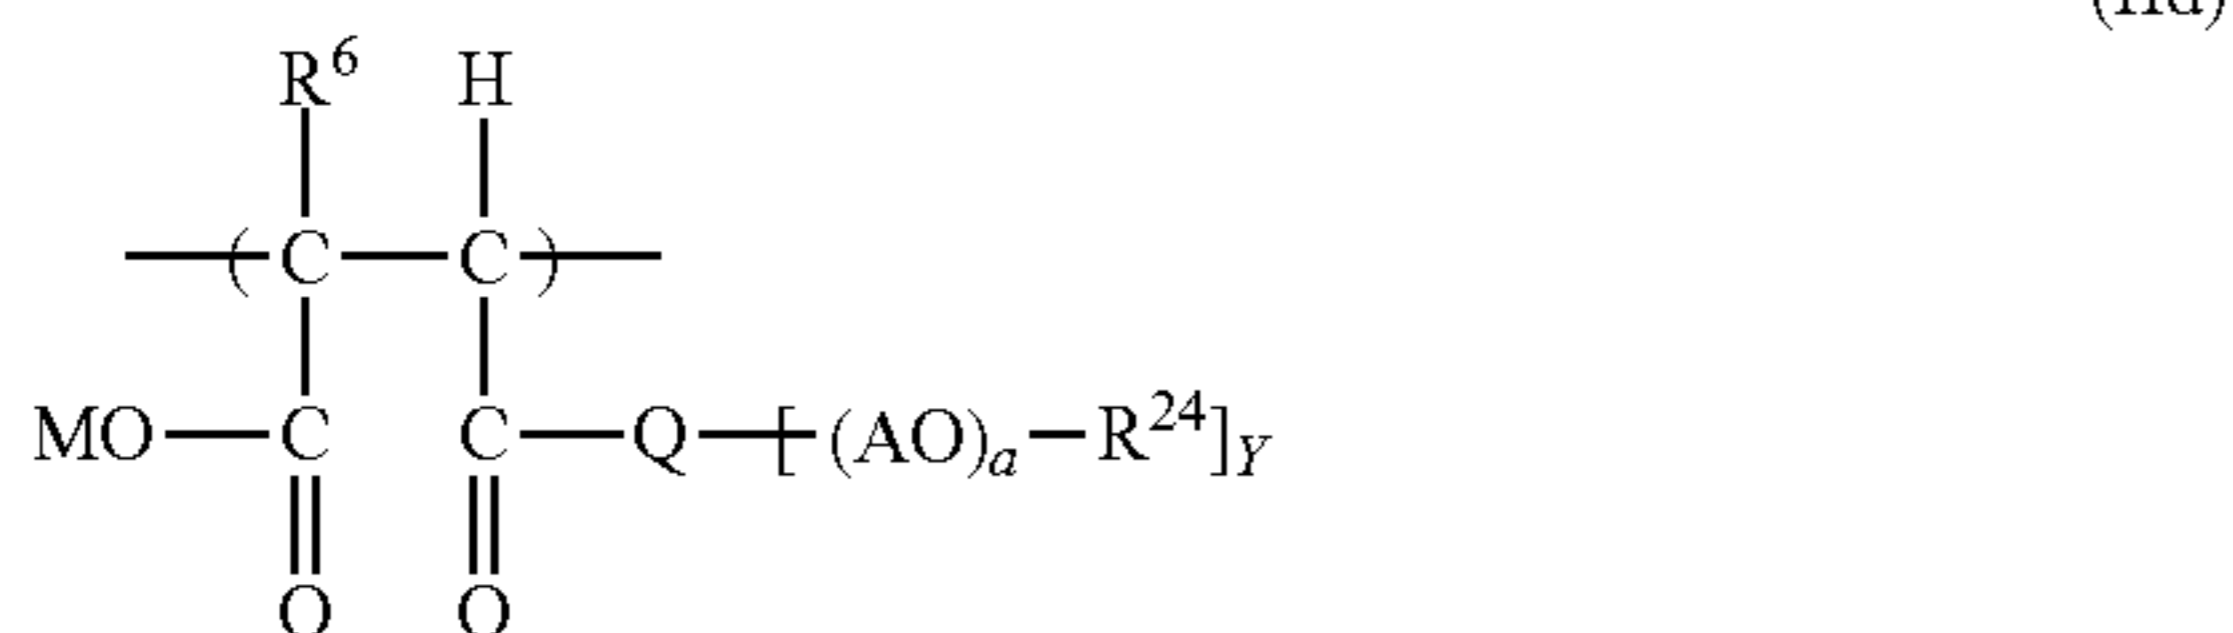 (IId)
R⁶ H
—( C — C )—
MO — C C — Q —[ (AO)a — R²⁴ ]Y
O O